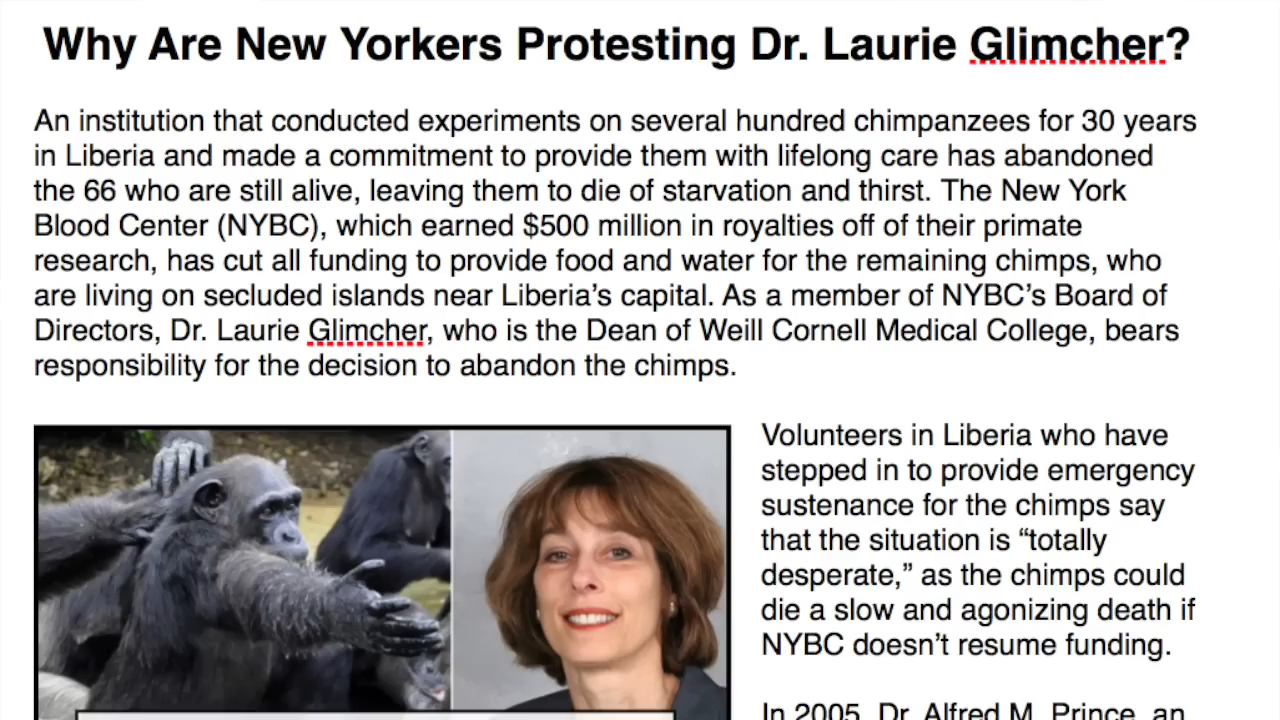 Why Are New Yorkers Protesting Dr. Laurie Glimcher?
An institution that conducted experiments on several hundred chimpanzees for 30 years
in Liberia and made a commitment to provide them with lifelong care has abandoned
the 66 who are still alive, leaving them to die of starvation and thirst. The New York
Blood Center (NYBC), which earned $500 million in royalties off of their primate
research, has cut all funding to provide food and water for the remaining chimps, who
are living on secluded islands near Liberia’s capital. As a member of NYBC’s Board of
Directors, Dr. Laurie Glimcher, who is the Dean of Weill Cornell Medical College, bears
responsibility for the decision to abandon the chimps.
Volunteers in Liberia who have
stepped in to provide emergency
sustenance for the chimps say
that the situation is “totally
desperate,” as the chimps could
die a slow and agonizing death if
NYBC doesn’t resume funding.
In 2005, Dr. Alfred M. Prince, an